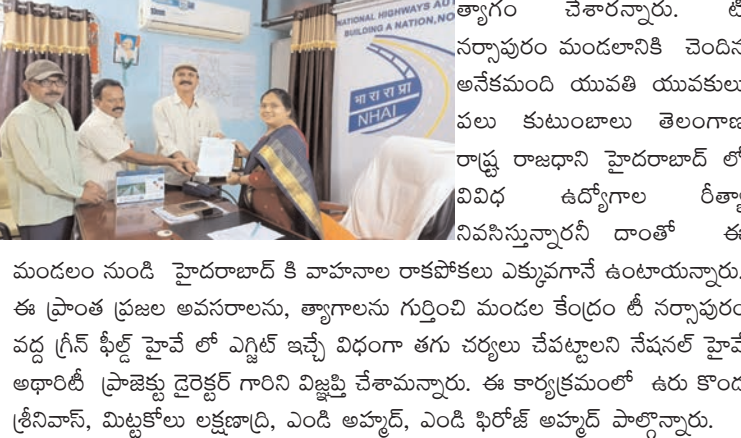 NATIONAL HIGHWAYS AU
BUILDING A NATION, NO
भा रा रा प्रा
NHAI
త్యాగం చేశారన్నారు. టి
నర్సాపురం మండలానికి చెందిన
అనేకమంది యువతి యువకులు
పలు కుటుంబాలు తెలంగాణ
రాష్ట్ర రాజధాని హైదరాబాద్ లో
వివిధ ఉద్యోగాల రీత్యా
నివసిస్తున్నారనీ దాంతో ఈ
మండలం నుండి హైదరాబాద్ కి వాహనాల రాకపోకలు ఎక్కువగానే ఉంటాయన్నారు.
ఈ ప్రాంత ప్రజల అవసరాలను, త్యాగాలను గుర్తించి మండల కేంద్రం టీ నర్సాపురం
వద్ద గ్రీన్ ఫీల్డ్ హైవే లో ఎగ్జిట్ ఇచ్చే విధంగా తగు చర్యలు చేపట్టాలని నేషనల్ హైవే
అథారిటీ ప్రాజెక్టు డైరెక్టర్ గారిని విజ్ఞప్తి చేశామన్నారు. ఈ కార్యక్రమంలో ఉరు కొండ
శ్రీనివాస్, మిట్టకోలు లక్ష్మణాద్రి, ఎండి అహ్మద్, ఎండి ఫిరోజ్ అహ్మద్ పాల్గొన్నారు.